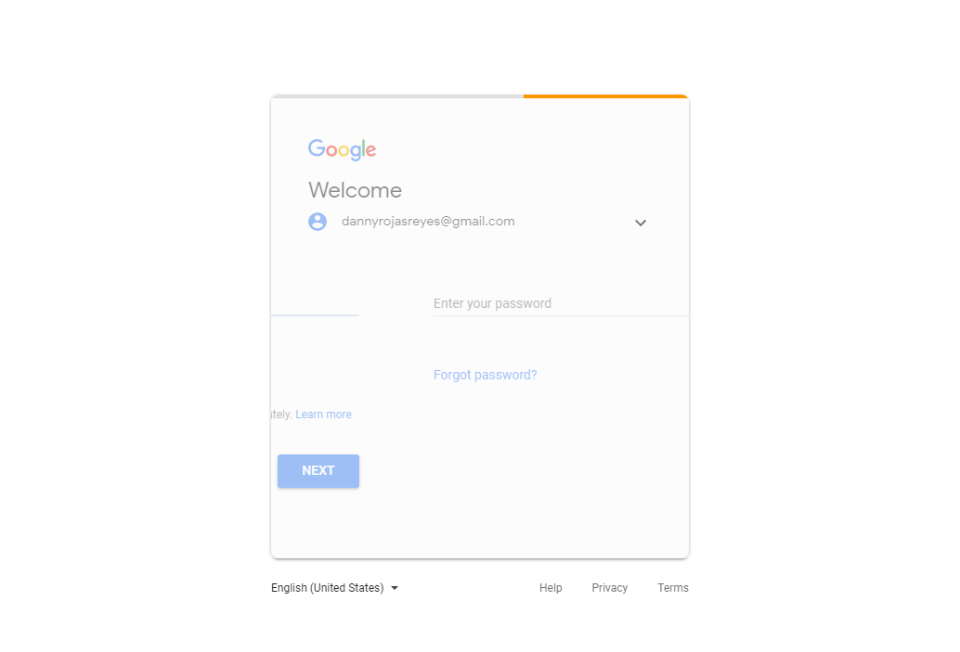 Google
Welcome
dannyrojasreyes@gmail.com
Enter your password
Forgot password?
tely. Learn more
NEXT
English (United States) Help Privacy Terms